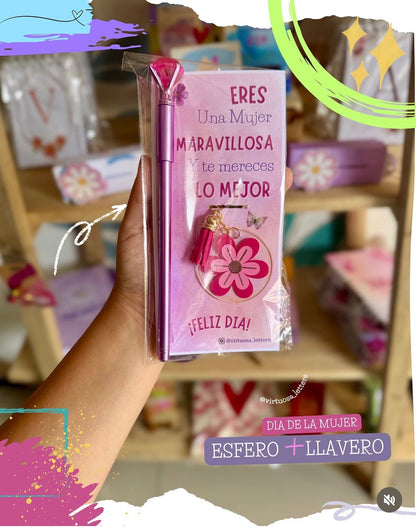 ERES
Una Mujer
MARAVILLOSA
Y te mereces
LO MEJOR
¡FELIZ DIA!
@virtuosa_letters
@virtuosa_letters
DIA DE LA MUJER
ESFERO + LLAVERO
V